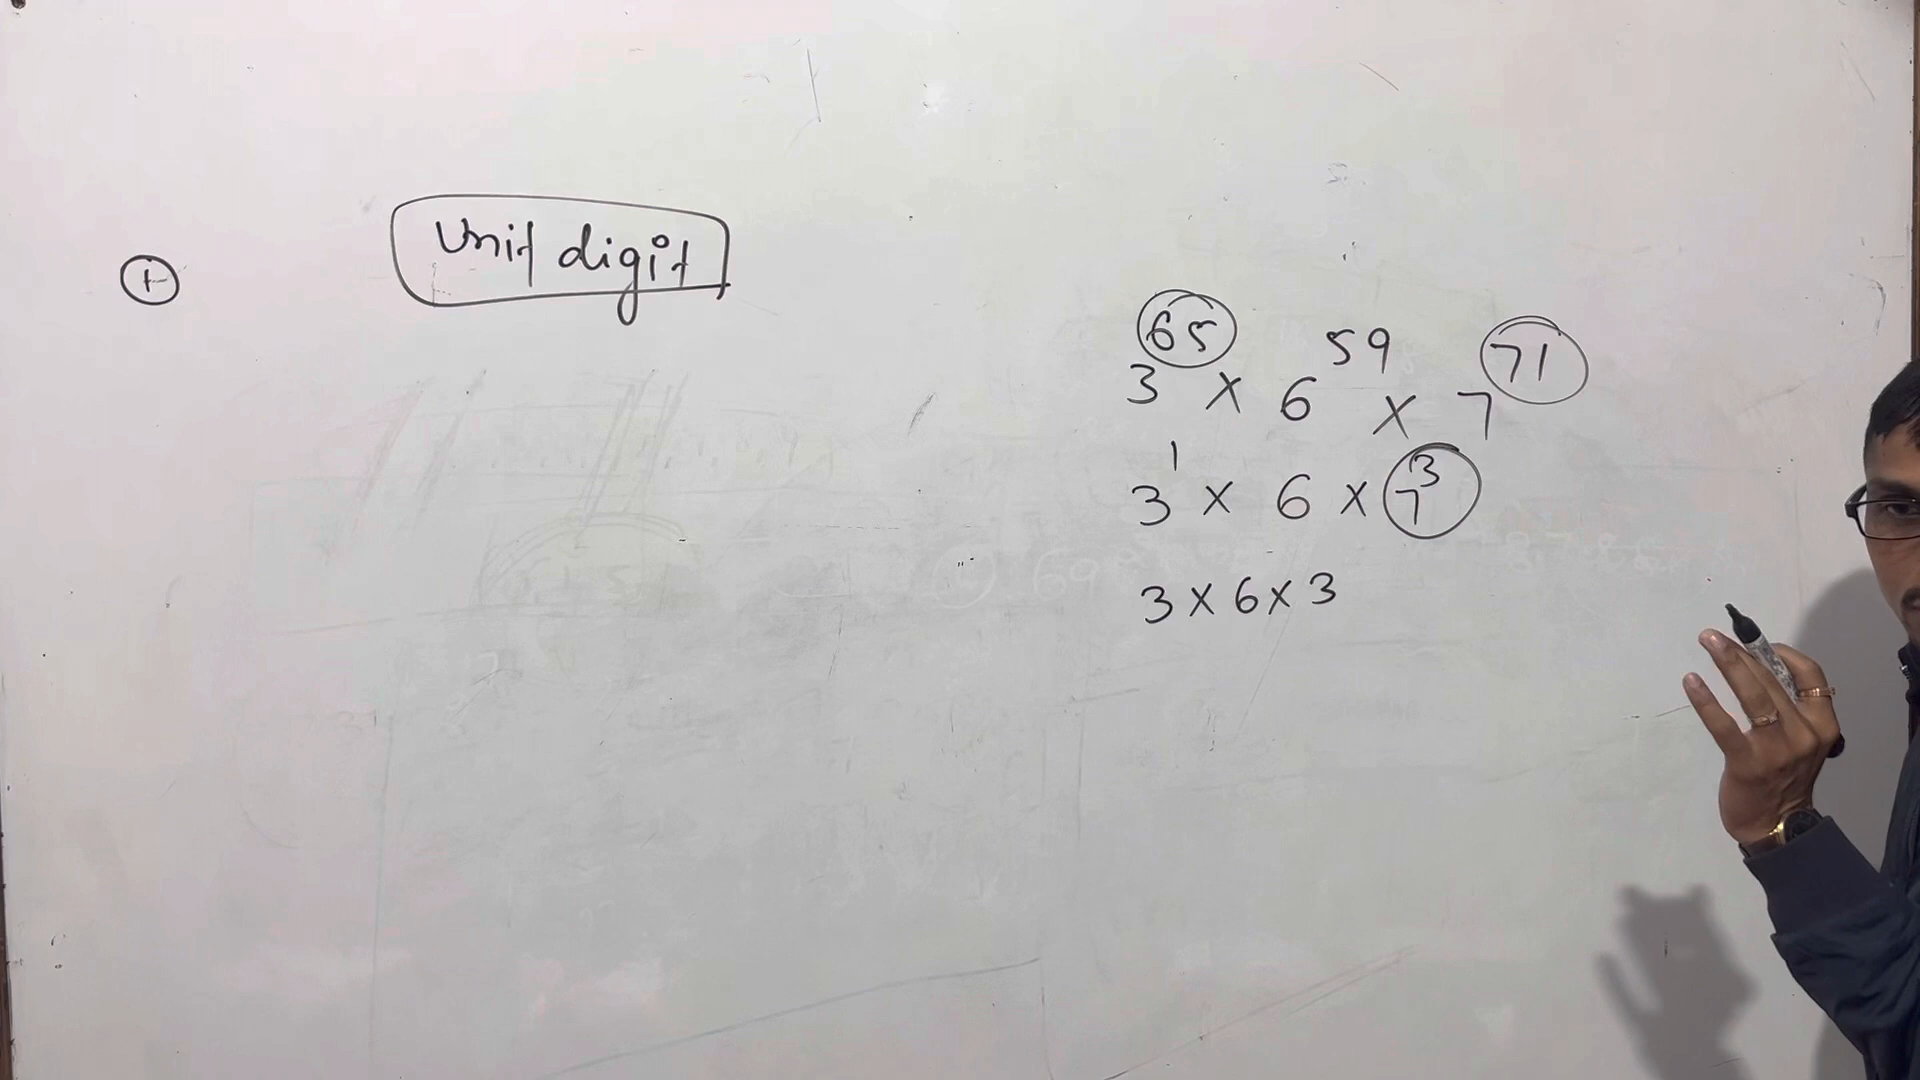 Unit digit
①
3^65 × 6^59 × 7^71
3^1 × 6 × 7^3
3 × 6 × 3